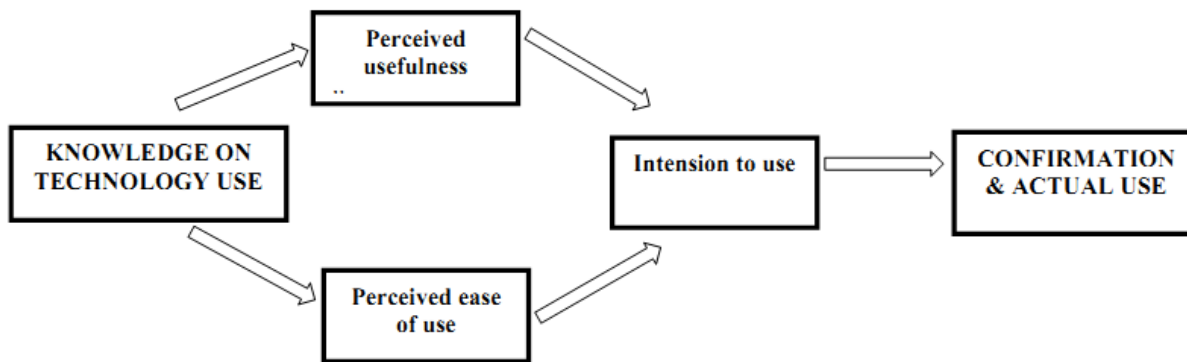 Perceived
usefulness
..
KNOWLEDGE ON
TECHNOLOGY USE
Intension to use
CONFIRMATION
& ACTUAL USE
Perceived ease
of use